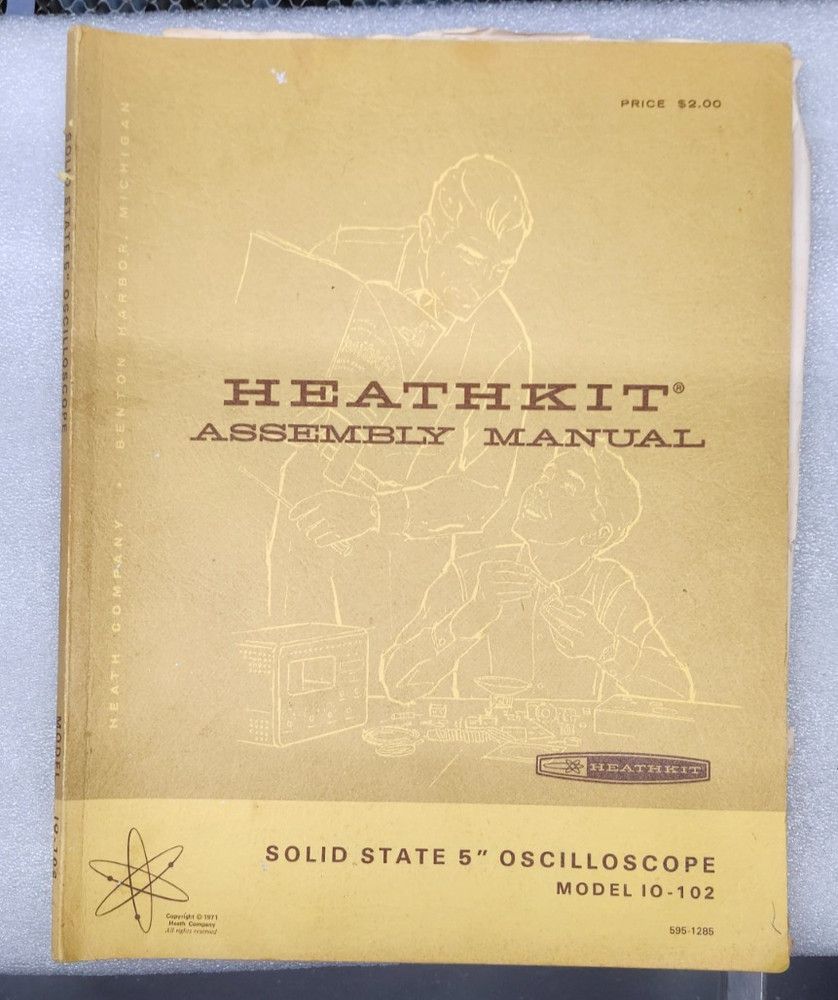 PRICE $2.00
HEATHKIT®
ASSEMBLY MANUAL
HEATH COMPANY • BENTON HARBOR, MICHIGAN
SOLID STATE 5" OSCILLOSCOPE
MODEL IO-102
HEATHKIT
SOLID STATE 5" OSCILLOSCOPE
MODEL IO-102
Copyright © 1971
Heath Company
All rights reserved
595-1285